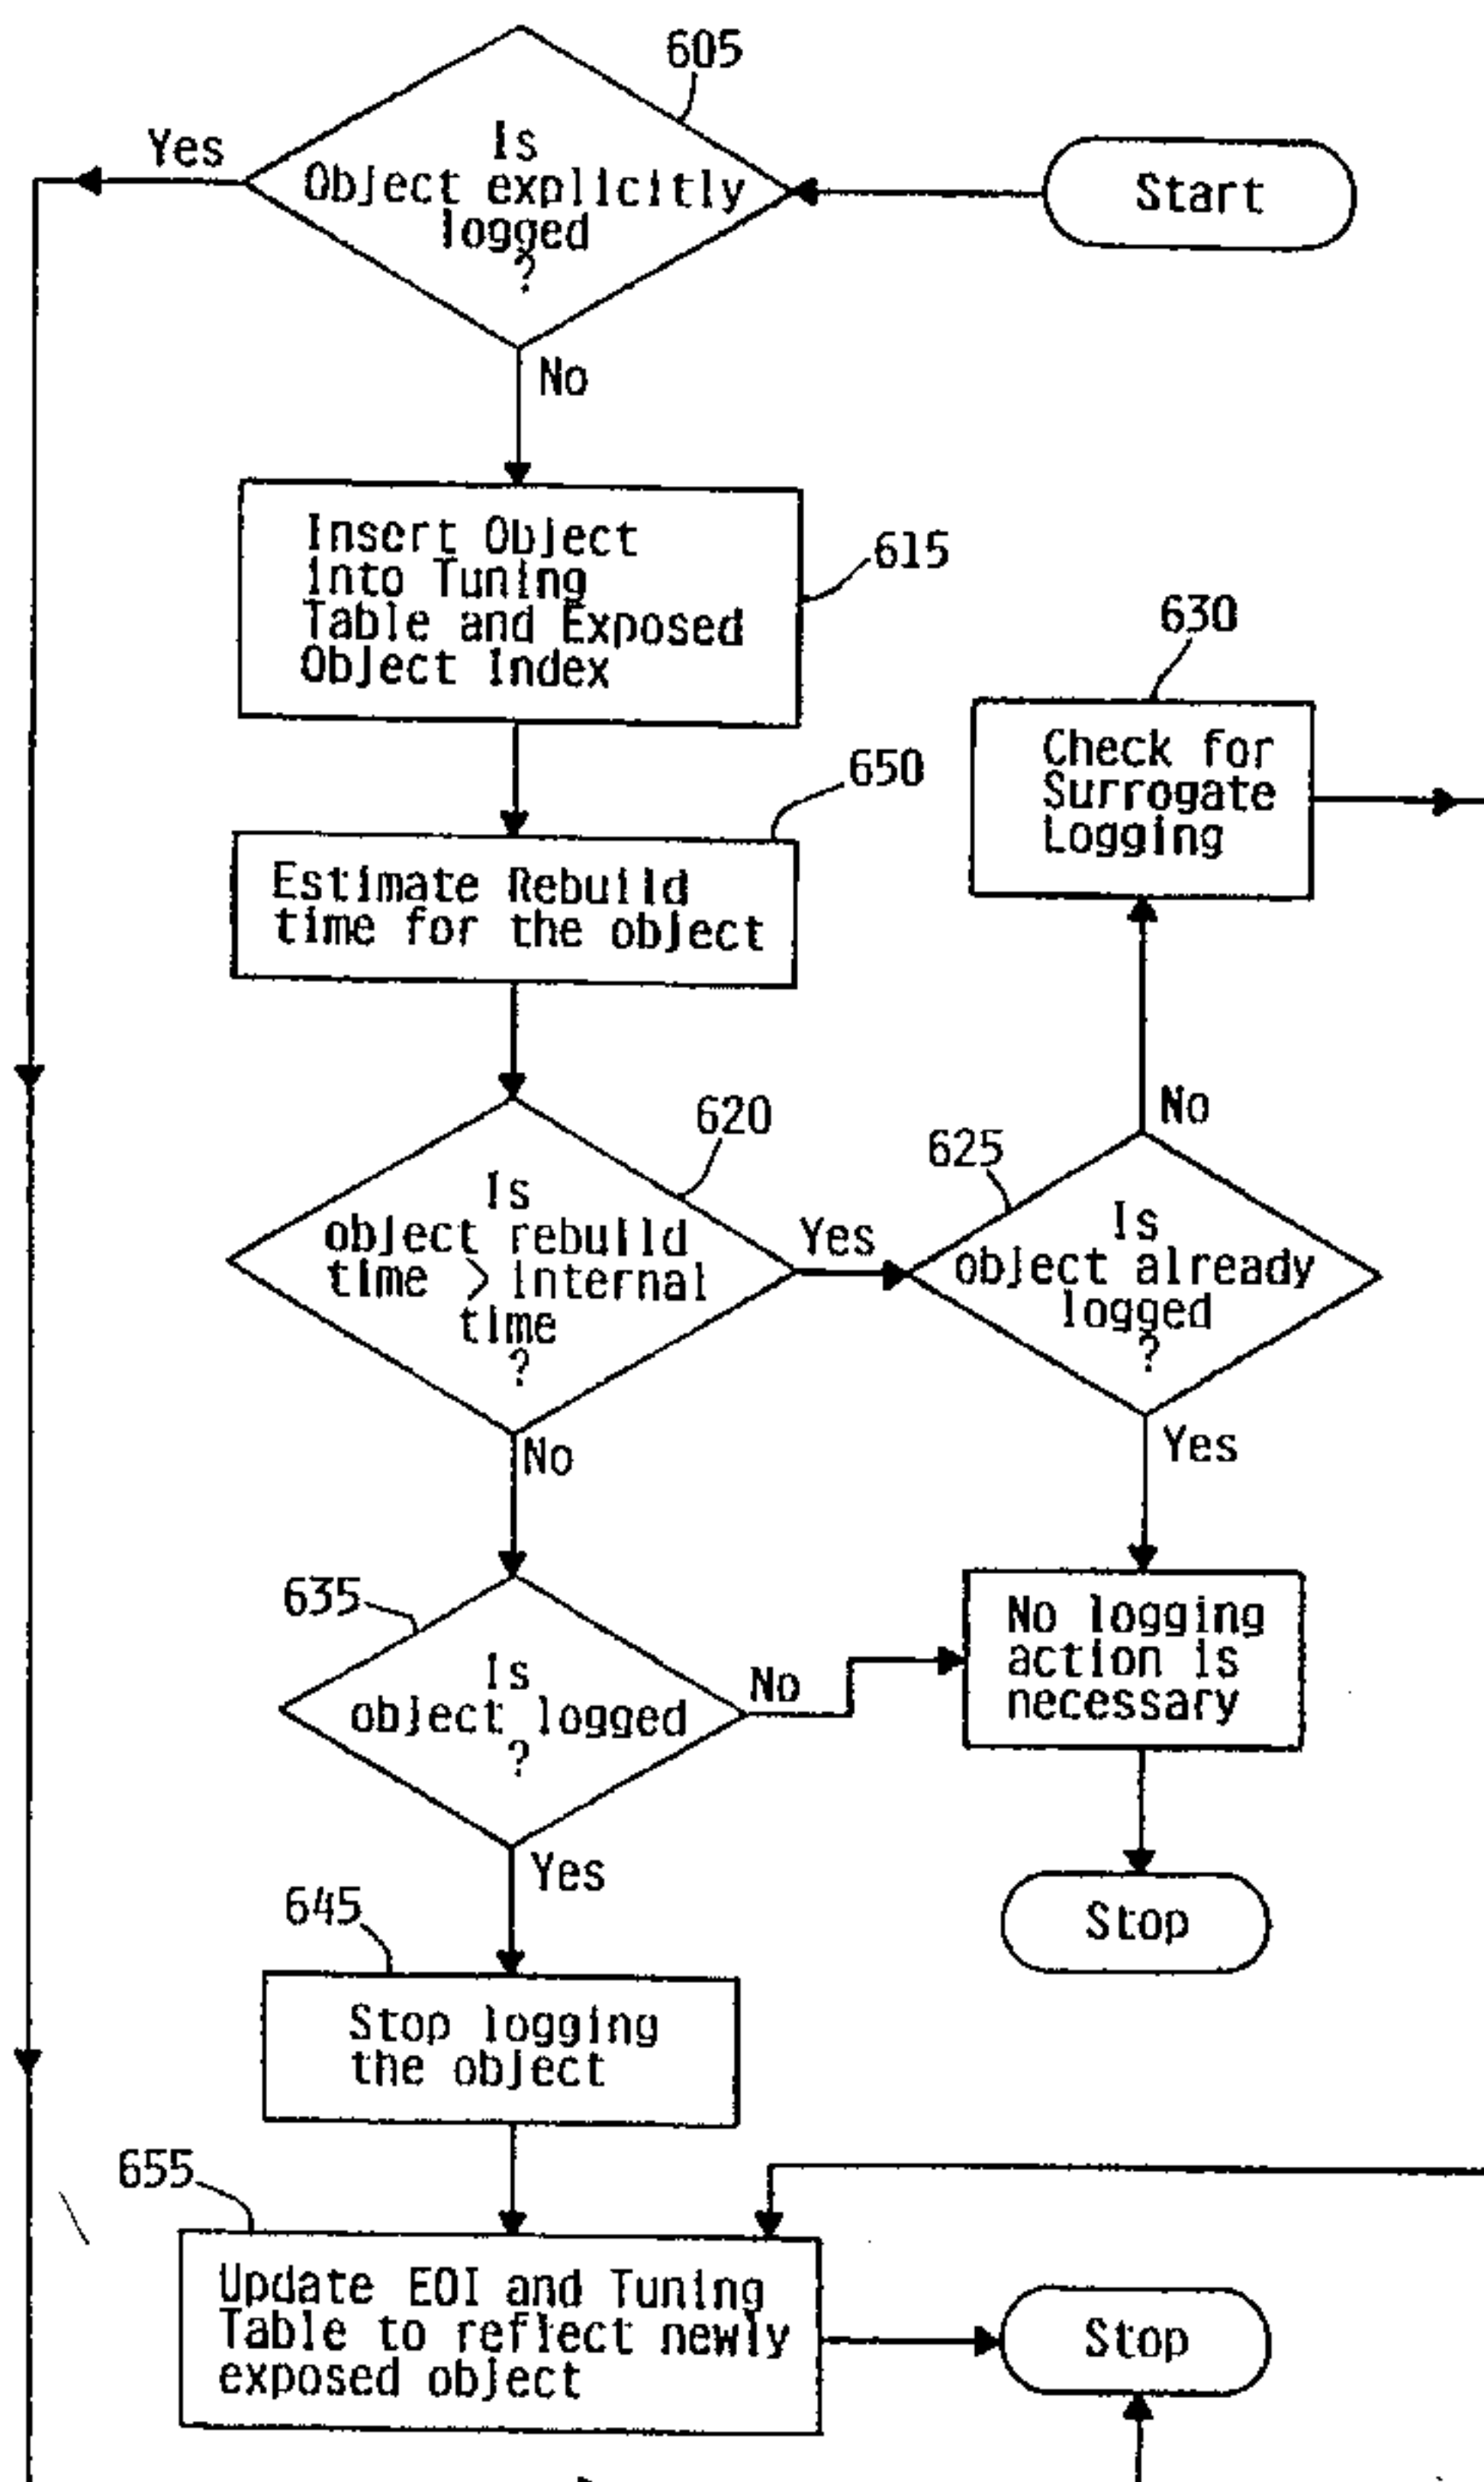 605
Yes
Is
Object explicitly
logged
?
Start
No
Insert Object
into Tuning
Table and Exposed
Object Index
615
630
Check for
Surrogate
Logging
650
Estimate Rebuild
time for the object
620
No
625
Is
object rebuild
time > internal
time
?
Yes
Is
object already
logged
?
No
Yes
635
Is
object logged
?
No
No logging
action is
necessary
Yes
Stop
645
Stop logging
the object
655
Update EOI and Tuning
Table to reflect newly
exposed object
Stop